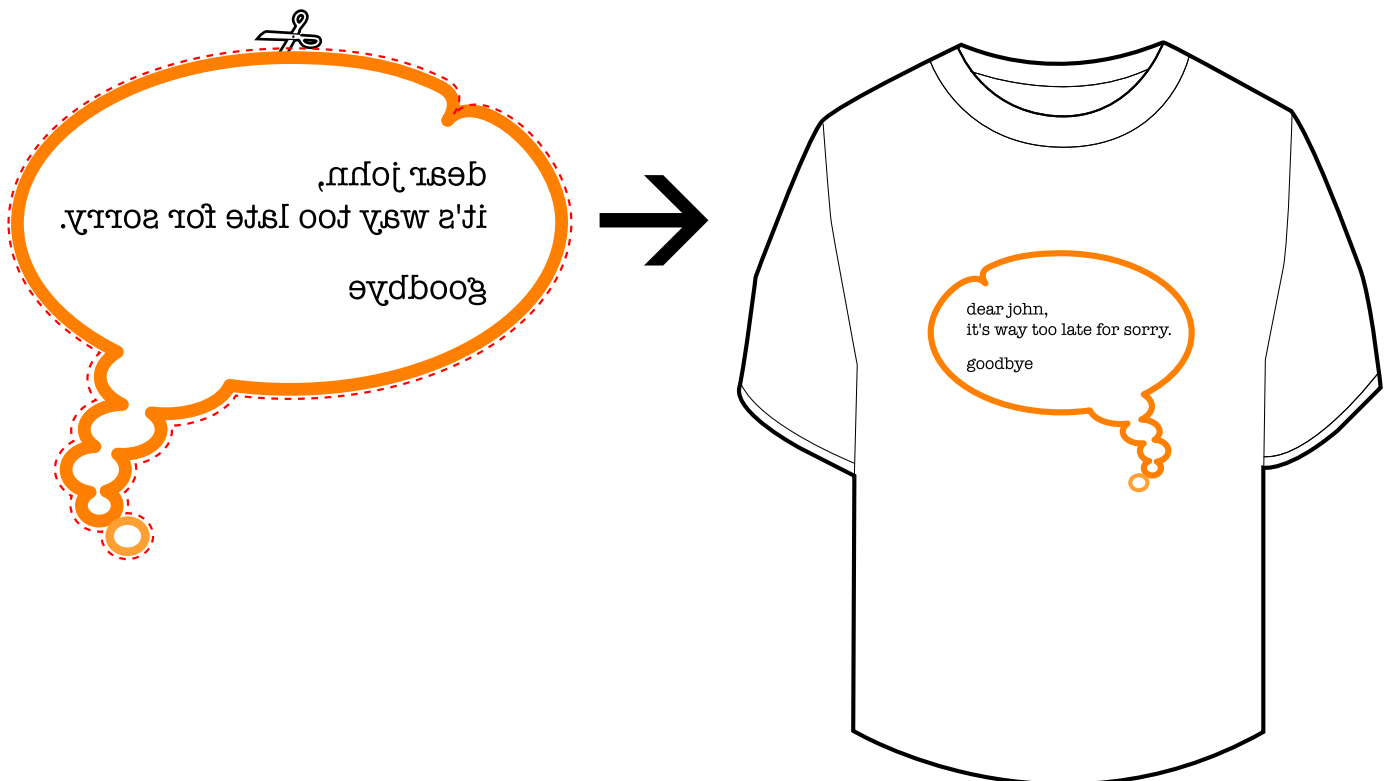 dear john,
it's way too late for sorry.
goodbye
dear john,
it's way too late for sorry.
goodbye